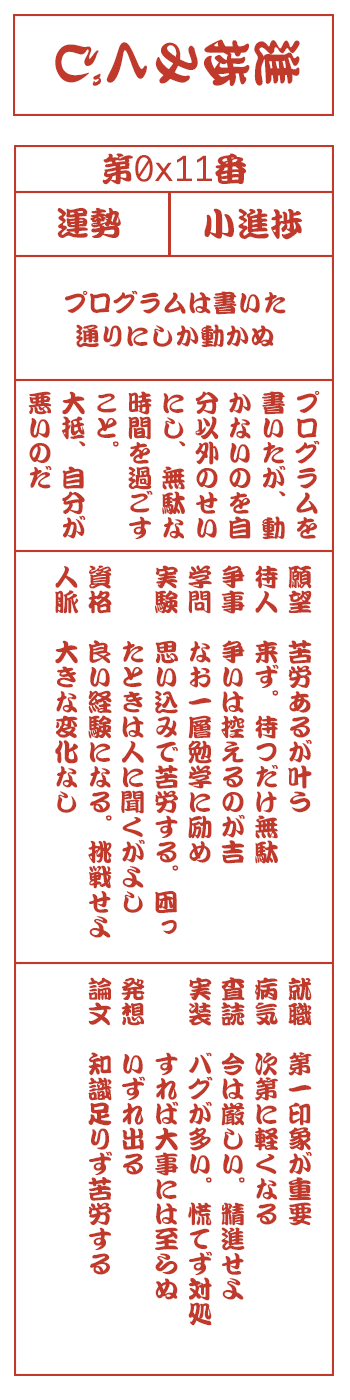 進捗みくじ
第0x11番
運勢
小進捗
プログラムは書いた
通りにしか動かぬ
プログラムを
書いたが、動
かないのを自
分以外のせい
にし、無駄な
時間を過ごす
こと。
大抵、自分が
悪いのだ
願望 苦労あるが叶う
待人 来ず。待つだけ無駄
争事 争いは控えるのが吉
学問 なお一層勉学に励め
実験 思い込みで苦労する。困っ
たときは人に聞くがよし
資格 良い経験になる。挑戦せよ
人脈 大きな変化なし
就職 第一印象が重要
病気 次第に軽くなる
査読 今は厳しい。精進せよ
実装 バグが多い。慌てず対処
すれば大事には至らぬ
発想 いずれ出る
論文 知識足りず苦労する